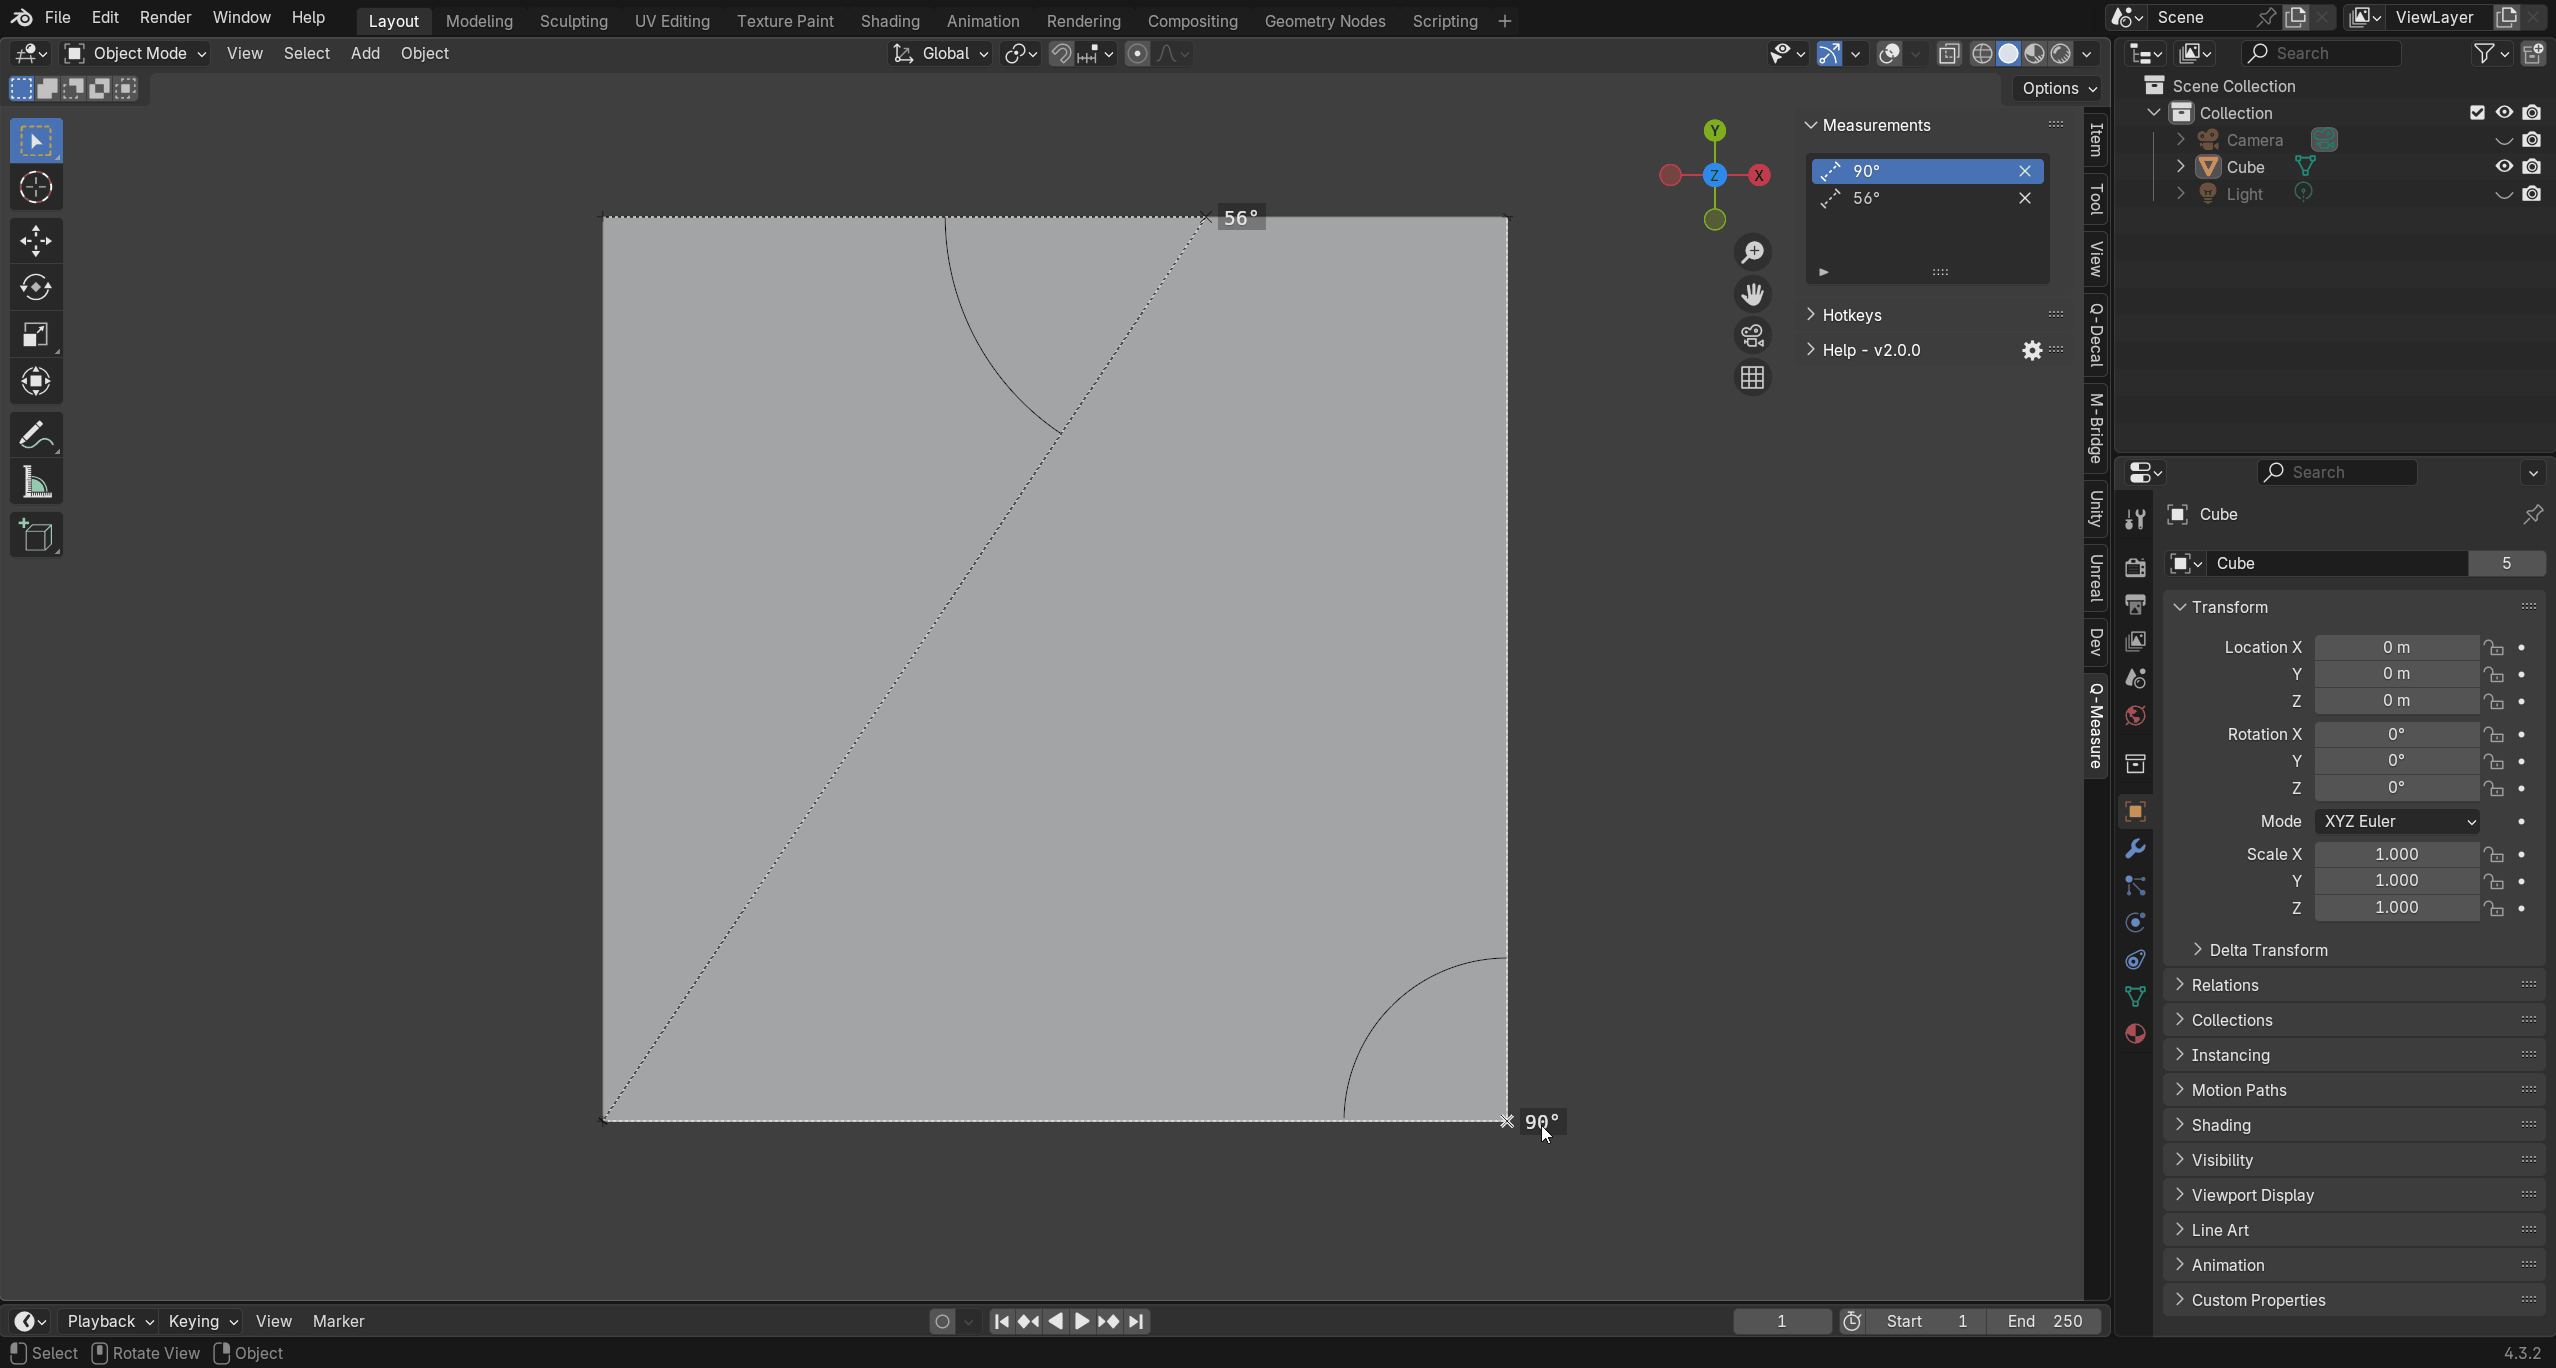 File Edit Render Window Help Layout Modeling Sculpting UV Editing Texture Paint Shading Animation Rendering Compositing Geometry Nodes Scripting Scene ViewLayer
Object Mode View Select Add Object Global Search
Options
Scene Collection
Collection
Camera
Cube
Light
Y
X
Z
Measurements
90°
56°
Hotkeys
Help - v2.0.0
Item
Tool
View
Q-Decal
M-Bridge
Unity
Unreal
Dev
Q-Measure
56°
90°
Search
Cube
Cube 5
Transform
Location X 0 m
Y 0 m
Z 0 m
Rotation X 0°
Y 0°
Z 0°
Mode XYZ Euler
Scale X 1.000
Y 1.000
Z 1.000
Delta Transform
Relations
Collections
Instancing
Motion Paths
Shading
Visibility
Viewport Display
Line Art
Animation
Custom Properties
Playback Keying View Marker 1 Start 1 End 250
Select Rotate View Object 4.3.2